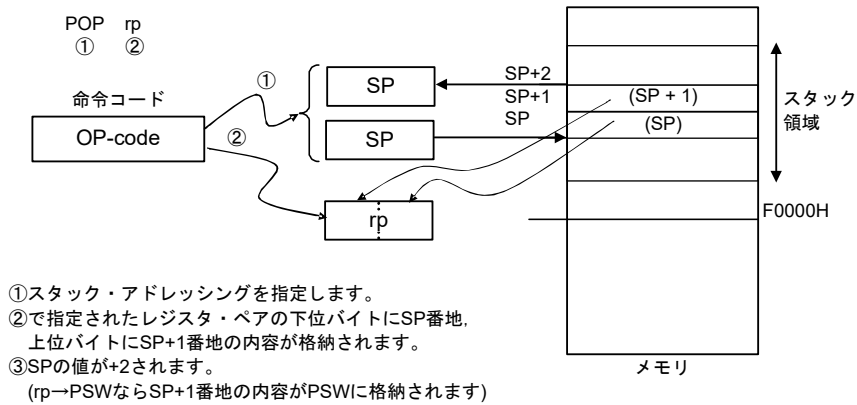 POP rp
① ②
命令コード
OP-code
①
②
SP
SP
rp
SP+2
SP+1
SP
(SP + 1)
(SP)
スタック
領域
F0000H
メモリ
①スタック・アドレッシングを指定します。
②で指定されたレジスタ・ペアの下位バイトにSP番地,
上位バイトにSP+1番地の内容が格納されます。
③SPの値が+2されます。
(rp→PSWならSP+1番地の内容がPSWに格納されます)